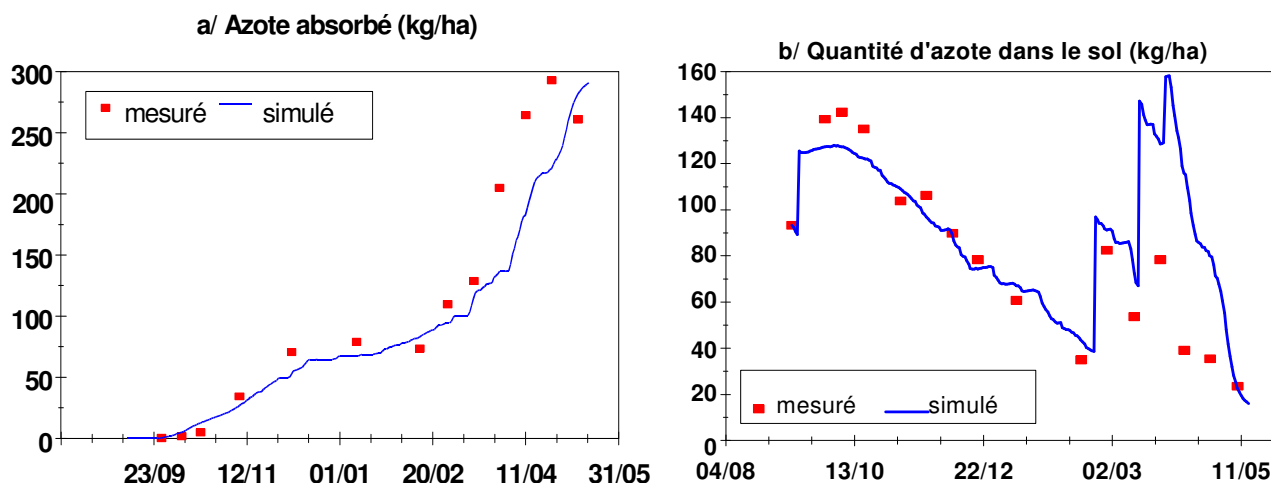 a/ Azote absorbé (kg/ha)
300
250
200
150
100
50
0
mesuré simulé
23/09 12/11 01/01 20/02 11/04 31/05
b/ Quantité d'azote dans le sol (kg/ha)
160
140
120
100
80
60
40
20
0
mesuré simulé
04/08 13/10 22/12 02/03 11/05